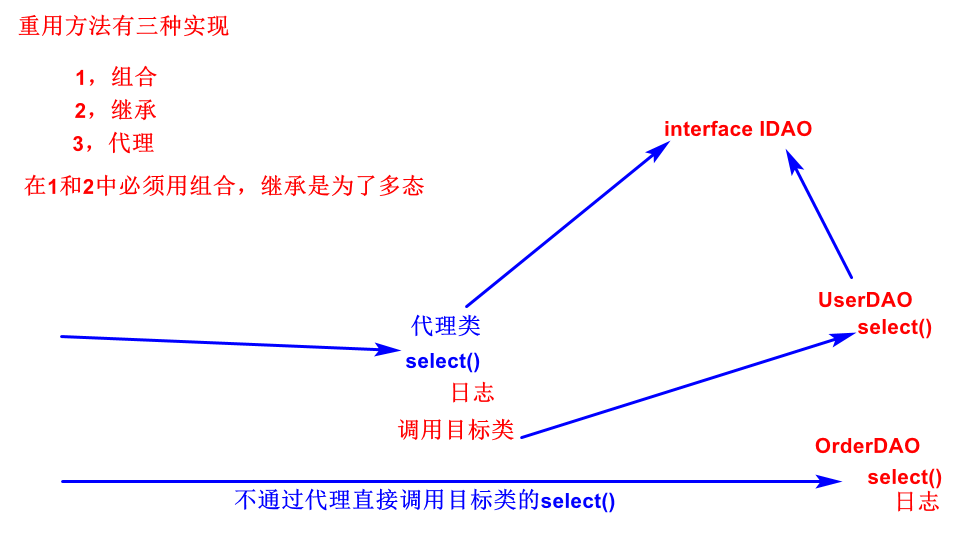 重用方法有三种实现
1，组合
2，继承
3，代理
在1和2中必须用组合，继承是为了多态
interface IDAO
UserDAO
select()
代理类
select()
日志
调用目标类
OrderDAO
select()
日志
不通过代理直接调用目标类的select()